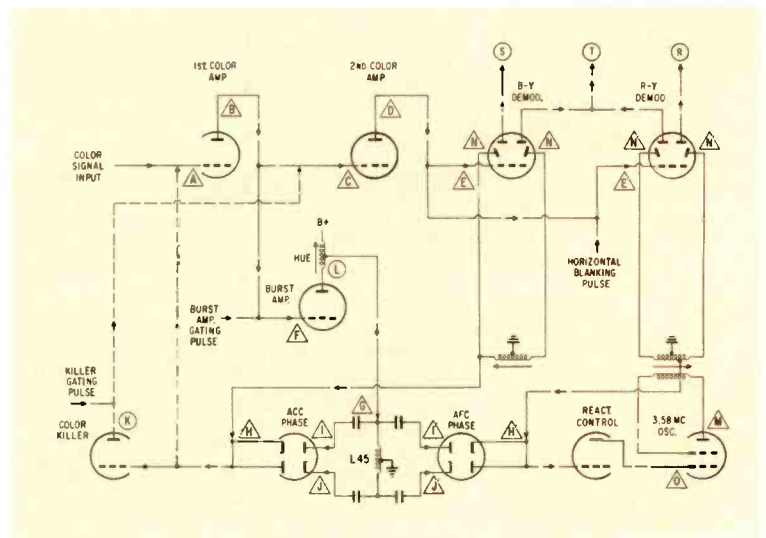 S
T
R
1ST. COLOR
AMP
2ND. COLOR
AMP
B-Y
DEMOD.
R-Y
DEMOD
B
D
N
N
N
N
COLOR
SIGNAL
INPUT
A
C
E
E
B+
HUE
L
HORIZONTAL
BLANKING
PULSE
BURST
AMP.
BURST
AMP.
GATING
PULSE
F
KILLER
GATING
PULSE
COLOR
KILLER
K
ACC
PHASE
G
AFC
PHASE
REACT.
CONTROL
3.58 MC
OSC.
M
H
I
I
H
L45
J
J
O